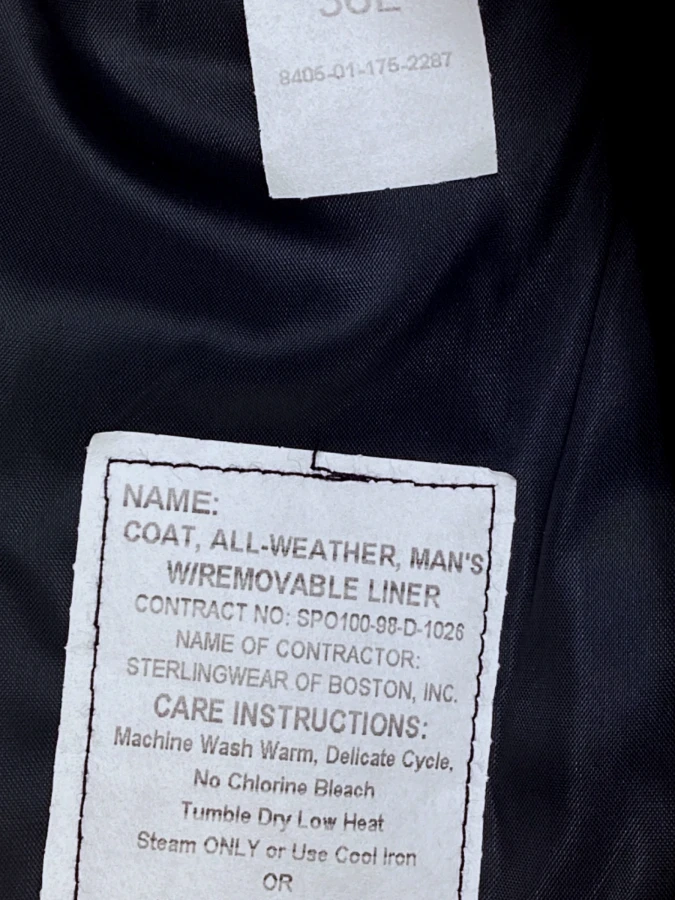 8405-01-175-2287
NAME:
COAT, ALL-WEATHER, MAN'S
W/REMOVABLE LINER
CONTRACT NO: SPO100-98-D-1026
NAME OF CONTRACTOR:
STERLINGWEAR OF BOSTON, INC.
CARE INSTRUCTIONS:
Machine Wash Warm, Delicate Cycle,
No Chlorine Bleach
Tumble Dry Low Heat
Steam ONLY or Use Cool Iron
OR